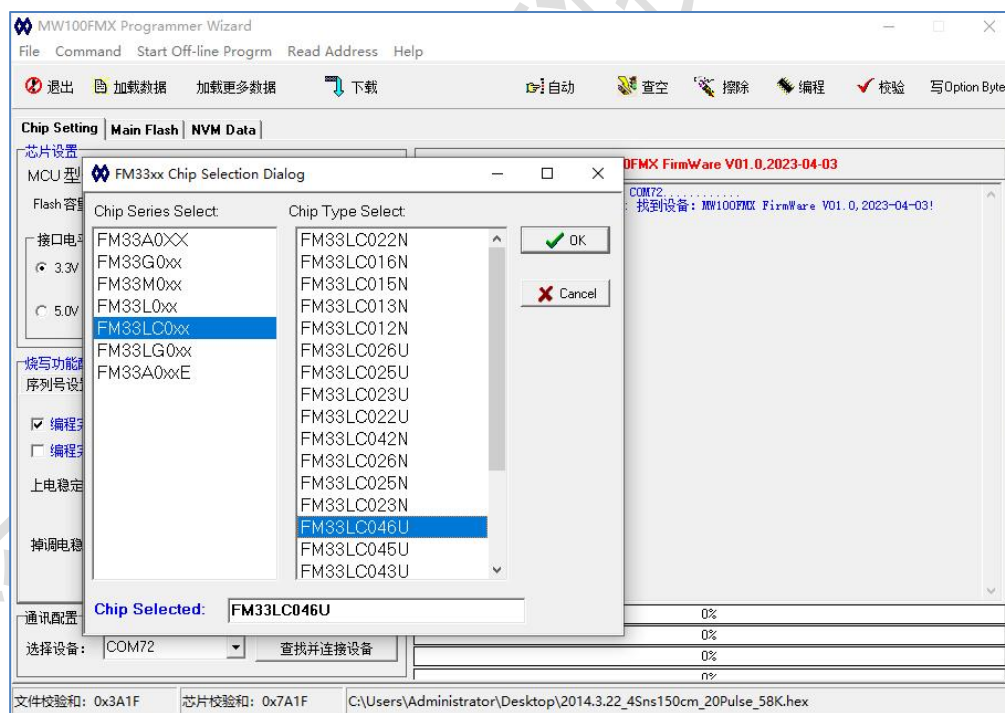 MW100FMX Programmer Wizard
File Command Start Off-line Progrm Read Address Help
退出 加载数据 加载更多数据 下载 自动 查空 擦除 编程 校验 写Option Byte
Chip Setting Main Flash NVM Data
芯片设置
MCU 型
Flash 容量
接口电平
3.3V
5.0V
烧写功能
序列号设
编程
编程
上电稳定
掉调电稳
FM33xx Chip Selection Dialog
Chip Series Select:
FM33A0XX
FM33G0xx
FM33M0xx
FM33L0xx
FM33LC0xx
FM33LG0xx
FM33A0xxE
Chip Type Select:
FM33LC022N
FM33LC016N
FM33LC015N
FM33LC013N
FM33LC012N
FM33LC026U
FM33LC025U
FM33LC023U
FM33LC022U
FM33LC042N
FM33LC026N
FM33LC025N
FM33LC023N
FM33LC046U
FM33LC045U
FM33LC043U
OK
Cancel
Chip Selected: FM33LC046U
0FMX FirmWare V01.0,2023-04-03
COM72............
: 找到设备: MW100FMX FirmWare V01.0,2023-04-03!
通讯配置
选择设备: COM72 查找并连接设备
0%
0%
0%
0%
文件校验和: 0x3A1F 芯片校验和: 0x7A1F C:\Users\Administrator\Desktop\2014.3.22_4Sns150cm_20Pulse_58K.hex